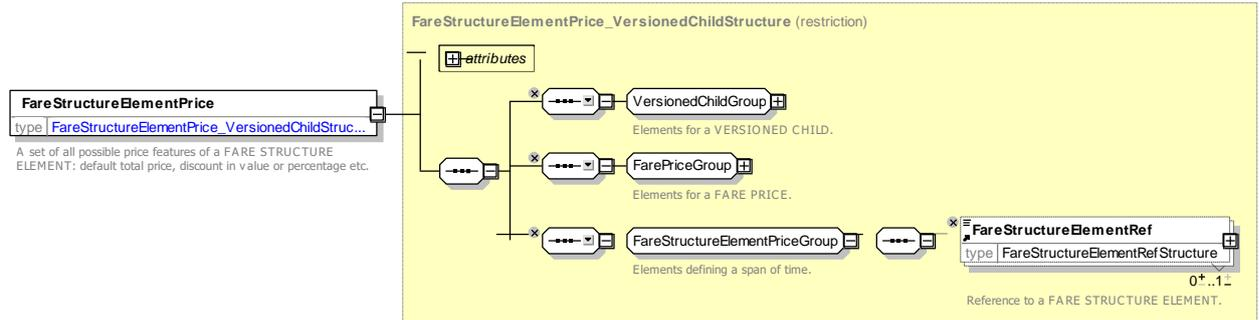 FareStructureElementPrice_VersionedChildStructure (restriction)
attributes
FareStructureElementPrice
type FareStructureElementPrice_VersionedChildStruc...
A set of all possible price features of a FARE STRUCTURE
ELEMENT: default total price, discount in value or percentage etc.
VersionedChildGroup
Elements for a VERSIONED CHILD.
FarePriceGroup
Elements for a FARE PRICE.
FareStructureElementPriceGroup
Elements defining a span of time.
FareStructureElementRef
type FareStructureElementRefStructure
0..1
Reference to a FARE STRUCTURE ELEMENT.